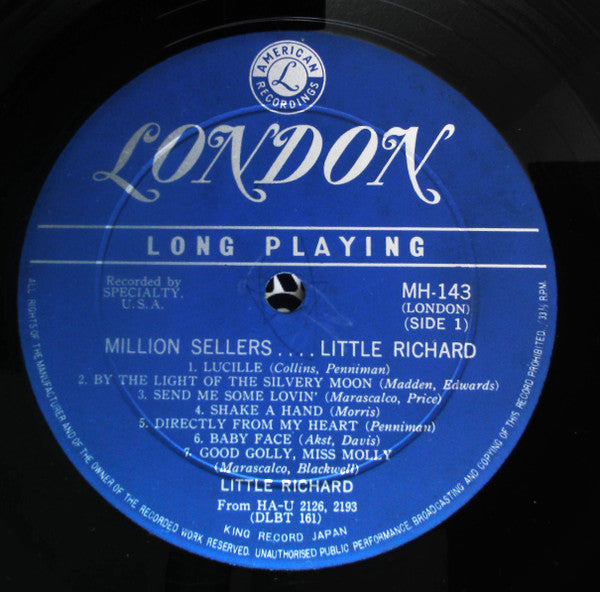 AMERICAN
L
RECORDINGS
LONDON
LONG PLAYING
Recorded by
SPECIALTY.
U.S.A.
MH-143
(LONDON)
(SIDE 1)
MILLION SELLERS....LITTLE RICHARD
1. LUCILLE (Collins, Penniman)
2. BY THE LIGHT OF THE SILVERY MOON (Madden, Edwards)
3. SEND ME SOME LOVIN' (Marascalco, Price)
4. SHAKE A HAND (Morris)
5. DIRECTLY FROM MY HEART (Penniman)
6. BABY FACE (Akst, Davis)
7. GOOD GOLLY, MISS MOLLY
(Marascalco, Blackwell)
LITTLE RICHARD
From HA-U 2126, 2193
(DLBT 161)
KING RECORD JAPAN
ALL RIGHTS OF THE MANUFACTURER AND OF THE OWNER OF THE RECORDED WORK RESERVED. UNAUTHORISED PUBLIC PERFORMANCE, BROADCASTING AND COPYING OF THIS RECORD PROHIBITED. 33⅓ R.P.M.